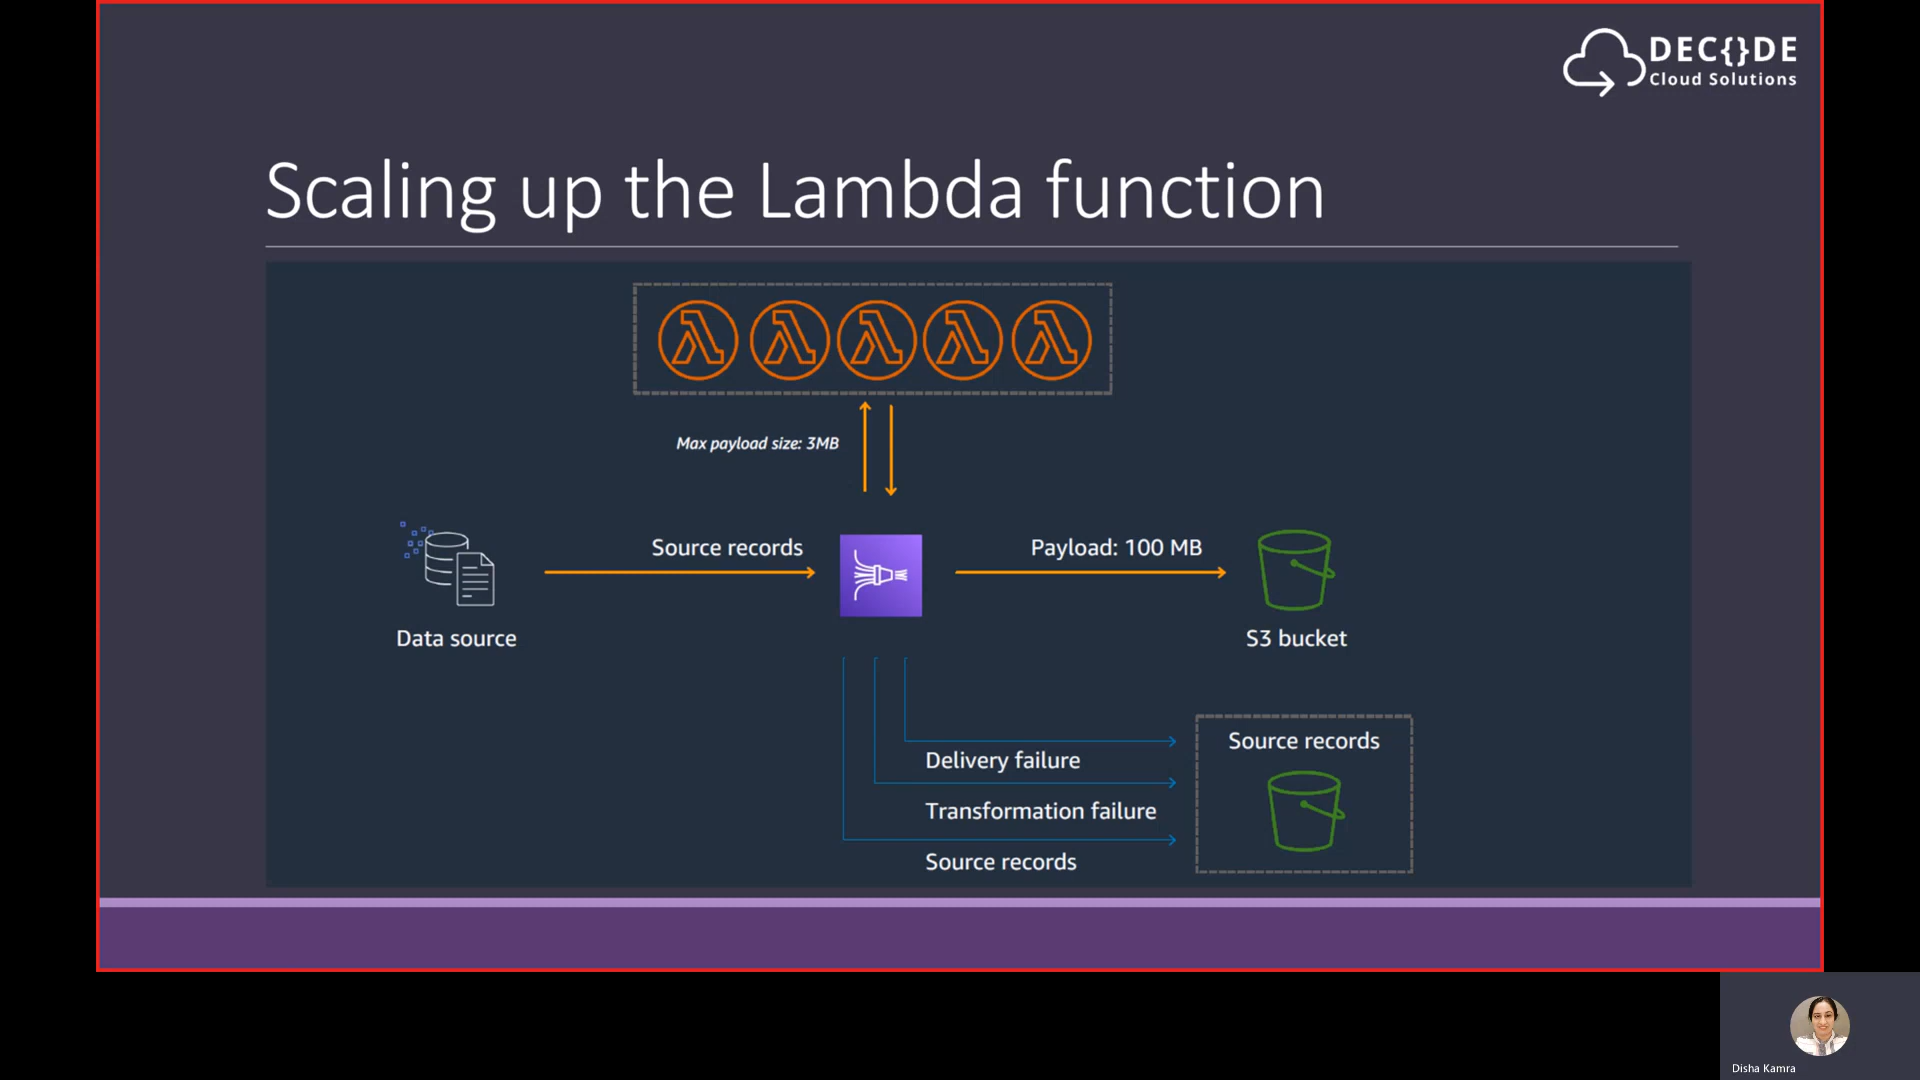 DEC{}DE
Cloud Solutions
Scaling up the Lambda function
Max payload size: 3MB
Source records
Payload: 100 MB
Data source
S3 bucket
Source records
Delivery failure
Transformation failure
Source records
Disha Kamra